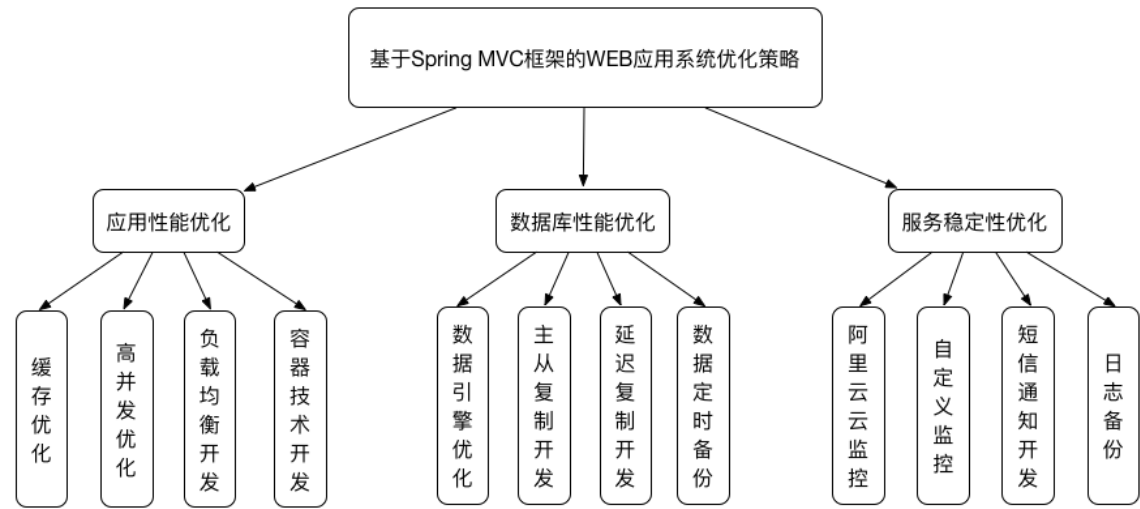 基于Spring MVC框架的WEB应用系统优化策略
应用性能优化
数据库性能优化
服务稳定性优化
缓存优化
高并发优化
负载均衡开发
容器技术开发
数据引擎优化
主从复制开发
延迟复制开发
数据定时备份
阿里云云监控
自定义监控
短信通知开发
日志备份